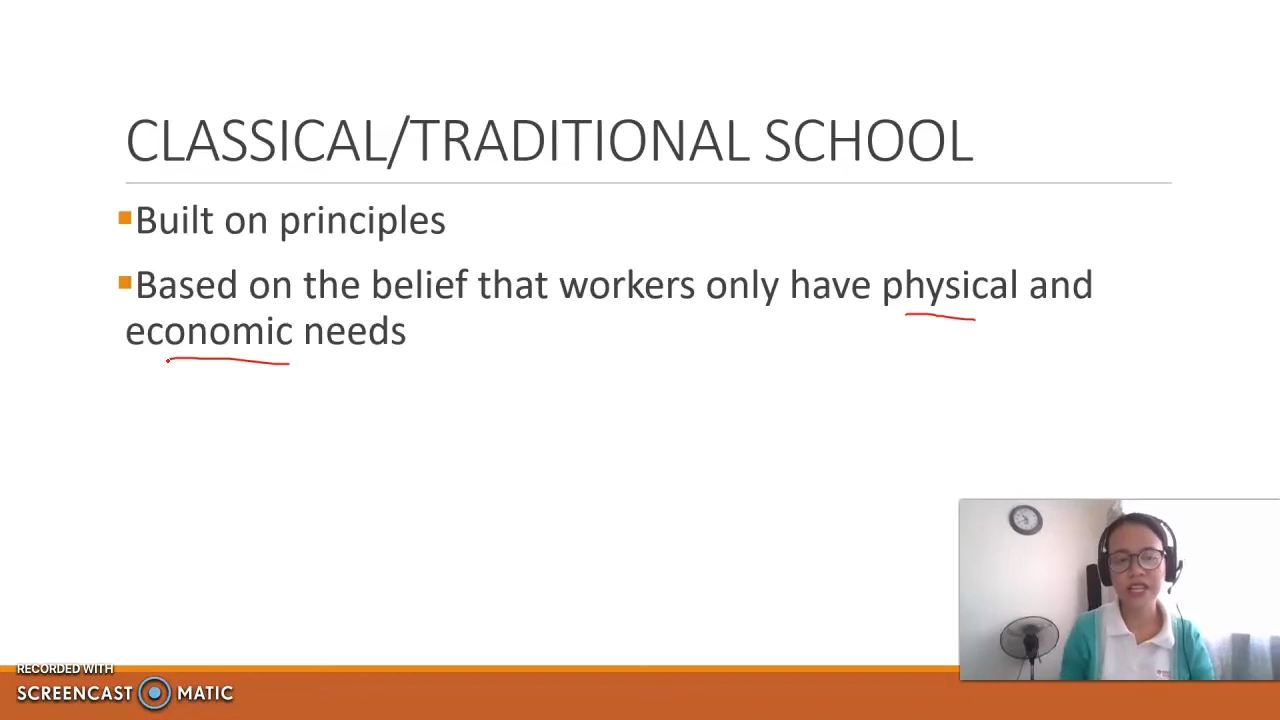 CLASSICAL/TRADITIONAL SCHOOL
▪Built on principles
▪Based on the belief that workers only have physical and
economic needs
RECORDED WITH
SCREENCAST MATIC